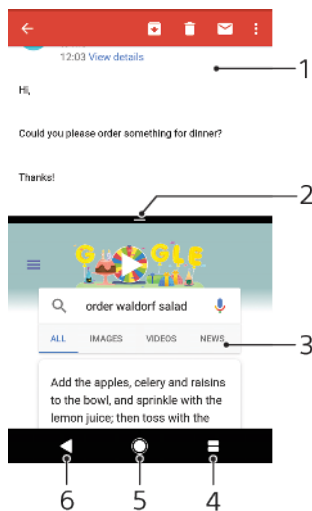 12:03 View details
1
Hi,
Could you please order something for dinner?
Thanks!
2
GOOGLE
order waldorf salad
ALL IMAGES VIDEOS NEWS
3
Add the apples, celery and raisins
to the bowl, and sprinkle with the
lemon juice; then toss with the
6 5 4